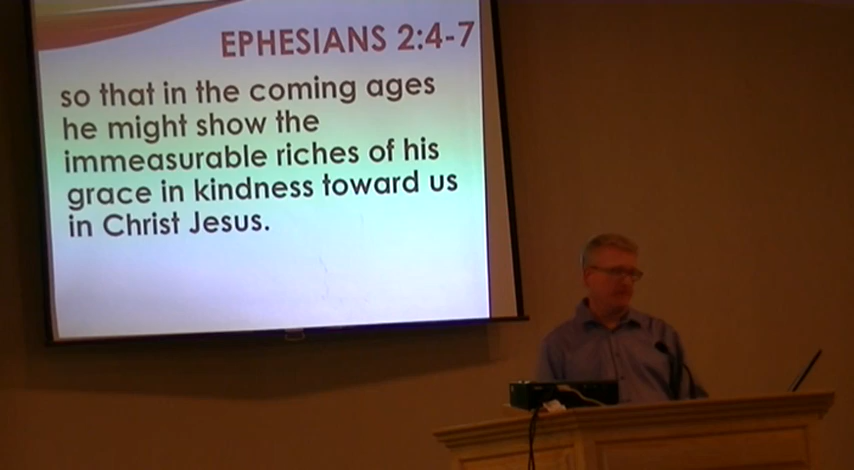 EPHESIANS 2:4-7
so that in the coming ages
he might show the
immeasurable riches of his
grace in kindness toward us
in Christ Jesus.